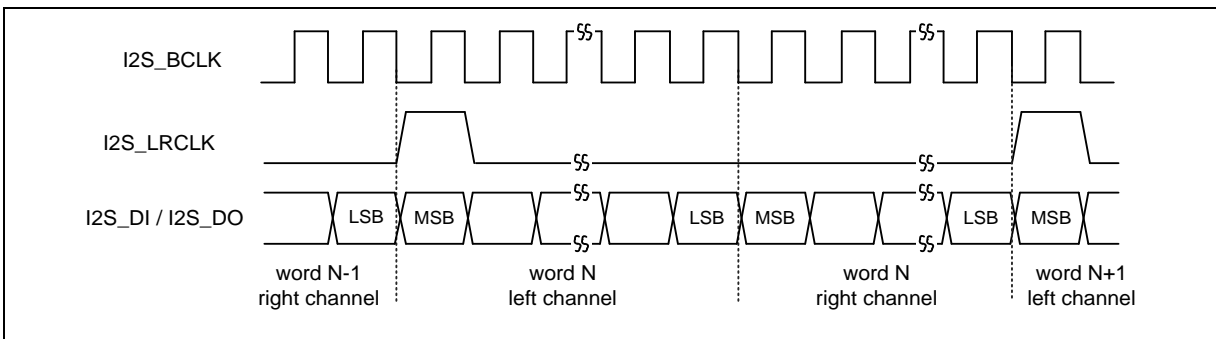 I2S_BCLK
I2S_LRCLK
I2S_DI / I2S_DO
LSB MSB LSB MSB LSB MSB
word N-1 word N word N word N+1
right channel left channel right channel left channel